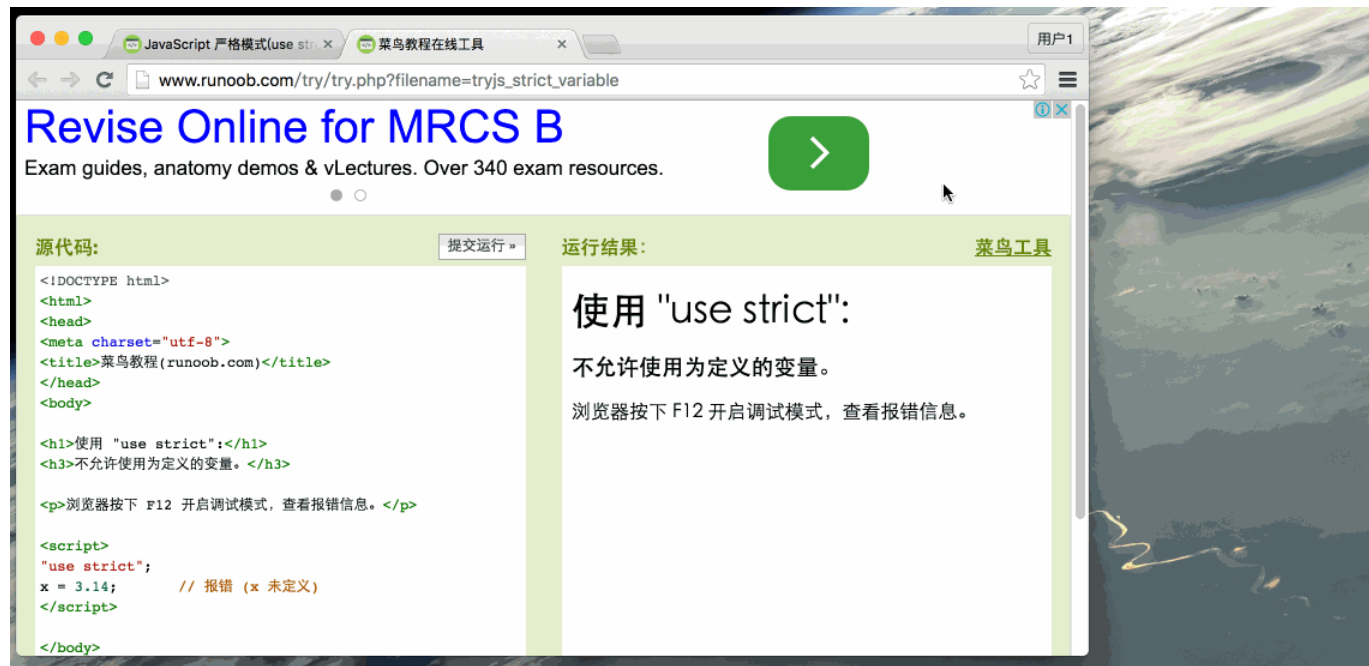 JavaScript 严格模式(use str
菜鸟教程在线工具
用户1
www.runoob.com/try/try.php?filename=tryjs_strict_variable
Revise Online for MRCS B
Exam guides, anatomy demos & vLectures. Over 340 exam resources.
源代码:
提交运行 »
<!DOCTYPE html>
<html>
<head>
<meta charset="utf-8">
<title>菜鸟教程(runoob.com)</title>
</head>
<body>
<h1>使用 "use strict":</h1>
<h3>不允许使用为定义的变量。</h3>
<p>浏览器按下 F12 开启调试模式，查看报错信息。</p>
<script>
"use strict";
x = 3.14; // 报错 (x 未定义)
</script>
</body>
运行结果:
菜鸟工具
使用 "use strict":
不允许使用为定义的变量。
浏览器按下 F12 开启调试模式，查看报错信息。